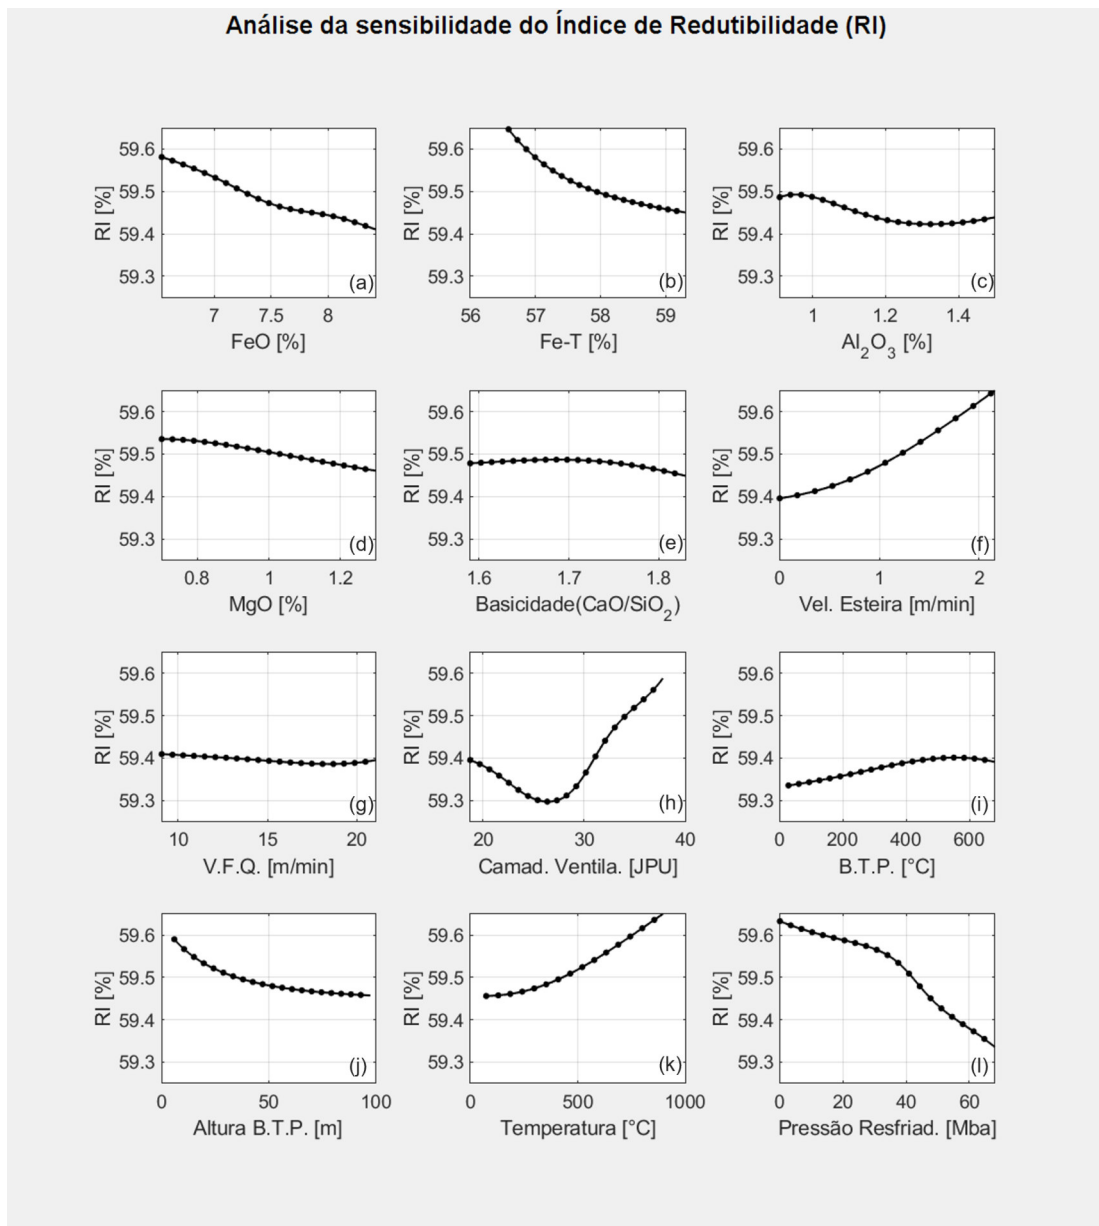 Análise da sensibilidade do Índice de Redutibilidade (RI)
59.6
59.5
59.4
59.3
RI [%]
7 7.5 8
FeO [%]
(a)
59.6
59.5
59.4
59.3
RI [%]
56 57 58 59
Fe-T [%]
(b)
59.6
59.5
59.4
59.3
RI [%]
1 1.2 1.4
Al2O3 [%]
(c)
59.6
59.5
59.4
59.3
RI [%]
0.8 1 1.2
MgO [%]
(d)
59.6
59.5
59.4
59.3
RI [%]
1.6 1.7 1.8
Basicidade(CaO/SiO2)
(e)
59.6
59.5
59.4
59.3
RI [%]
0 1 2
Vel. Esteira [m/min]
(f)
59.6
59.5
59.4
59.3
RI [%]
10 15 20
V.F.Q. [m/min]
(g)
59.6
59.5
59.4
59.3
RI [%]
20 30 40
Camad. Ventila. [JPU]
(h)
59.6
59.5
59.4
59.3
RI [%]
0 200 400 600
B.T.P. [°C]
(i)
59.6
59.5
59.4
59.3
RI [%]
0 50 100
Altura B.T.P. [m]
(j)
59.6
59.5
59.4
59.3
RI [%]
0 500 1000
Temperatura [°C]
(k)
59.6
59.5
59.4
59.3
RI [%]
0 20 40 60
Pressão Resfriad. [Mba]
(l)